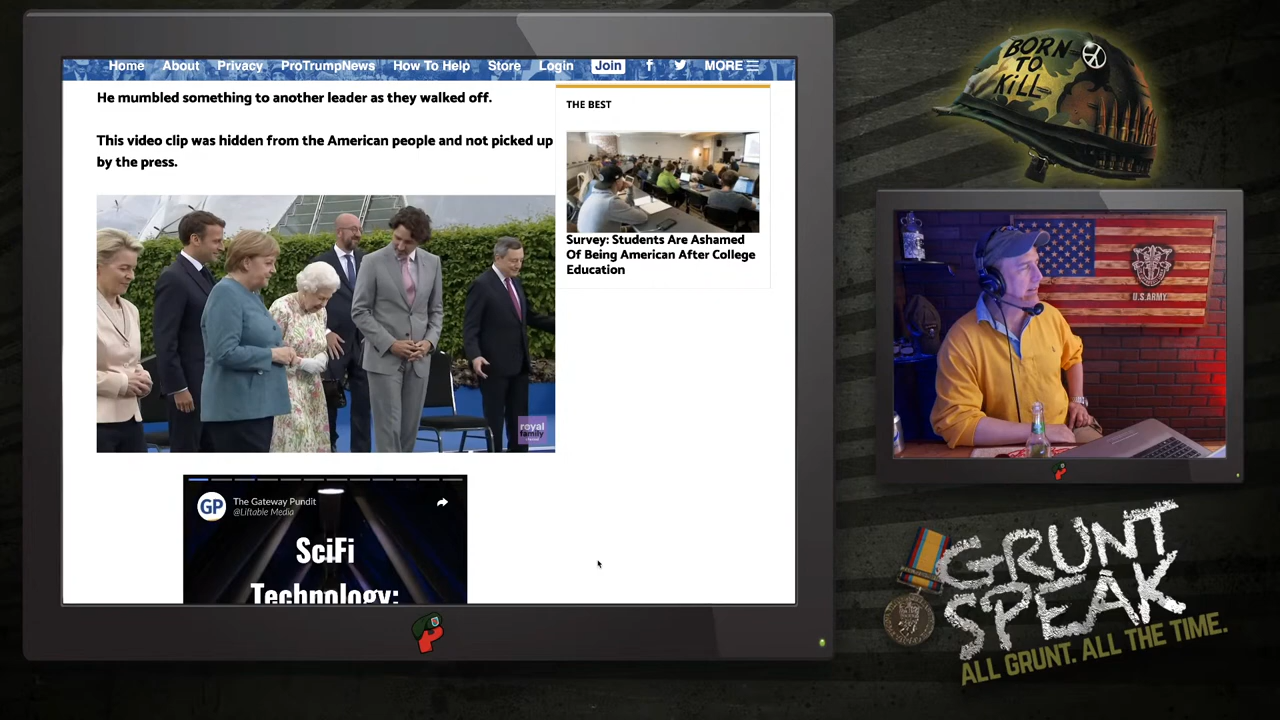 Home About Privacy ProTrumpNews How To Help Store Login Join f MORE
He mumbled something to another leader as they walked off.
This video clip was hidden from the American people and not picked up
by the press.
royal
family
THE BEST
Survey: Students Are Ashamed
Of Being American After College
Education
GP
The Gateway Pundit
@Liftable Media
SciFi
Technology:
BORN
TO
KiLL
U.S.ARMY
GRUNT
SPEAK
ALL GRUNT. ALL THE TIME.